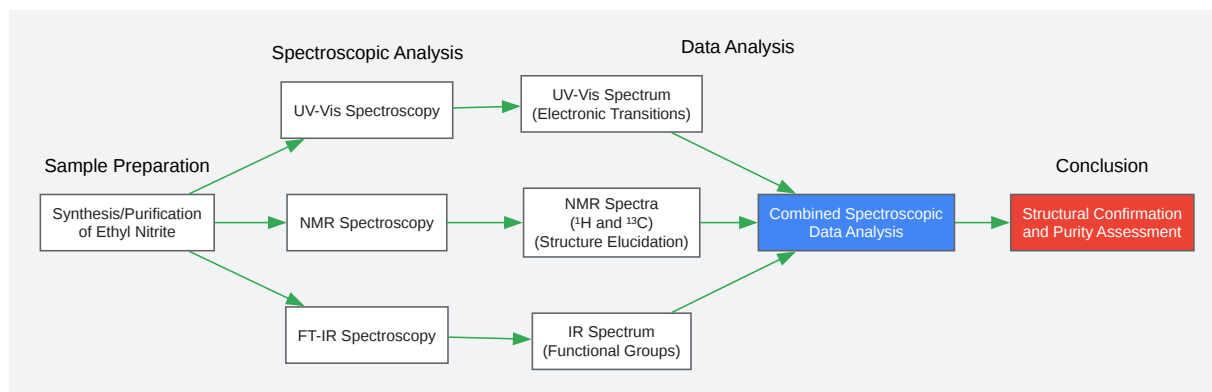 Spectroscopic Analysis
Data Analysis
UV-Vis Spectroscopy
UV-Vis Spectrum
(Electronic Transitions)
Sample Preparation
Conclusion
Synthesis/Purification
of Ethyl Nitrite
NMR Spectroscopy
NMR Spectra
(¹H and ¹³C)
(Structure Elucidation)
Combined Spectroscopic
Data Analysis
Structural Confirmation
and Purity Assessment
FT-IR Spectroscopy
IR Spectrum
(Functional Groups)